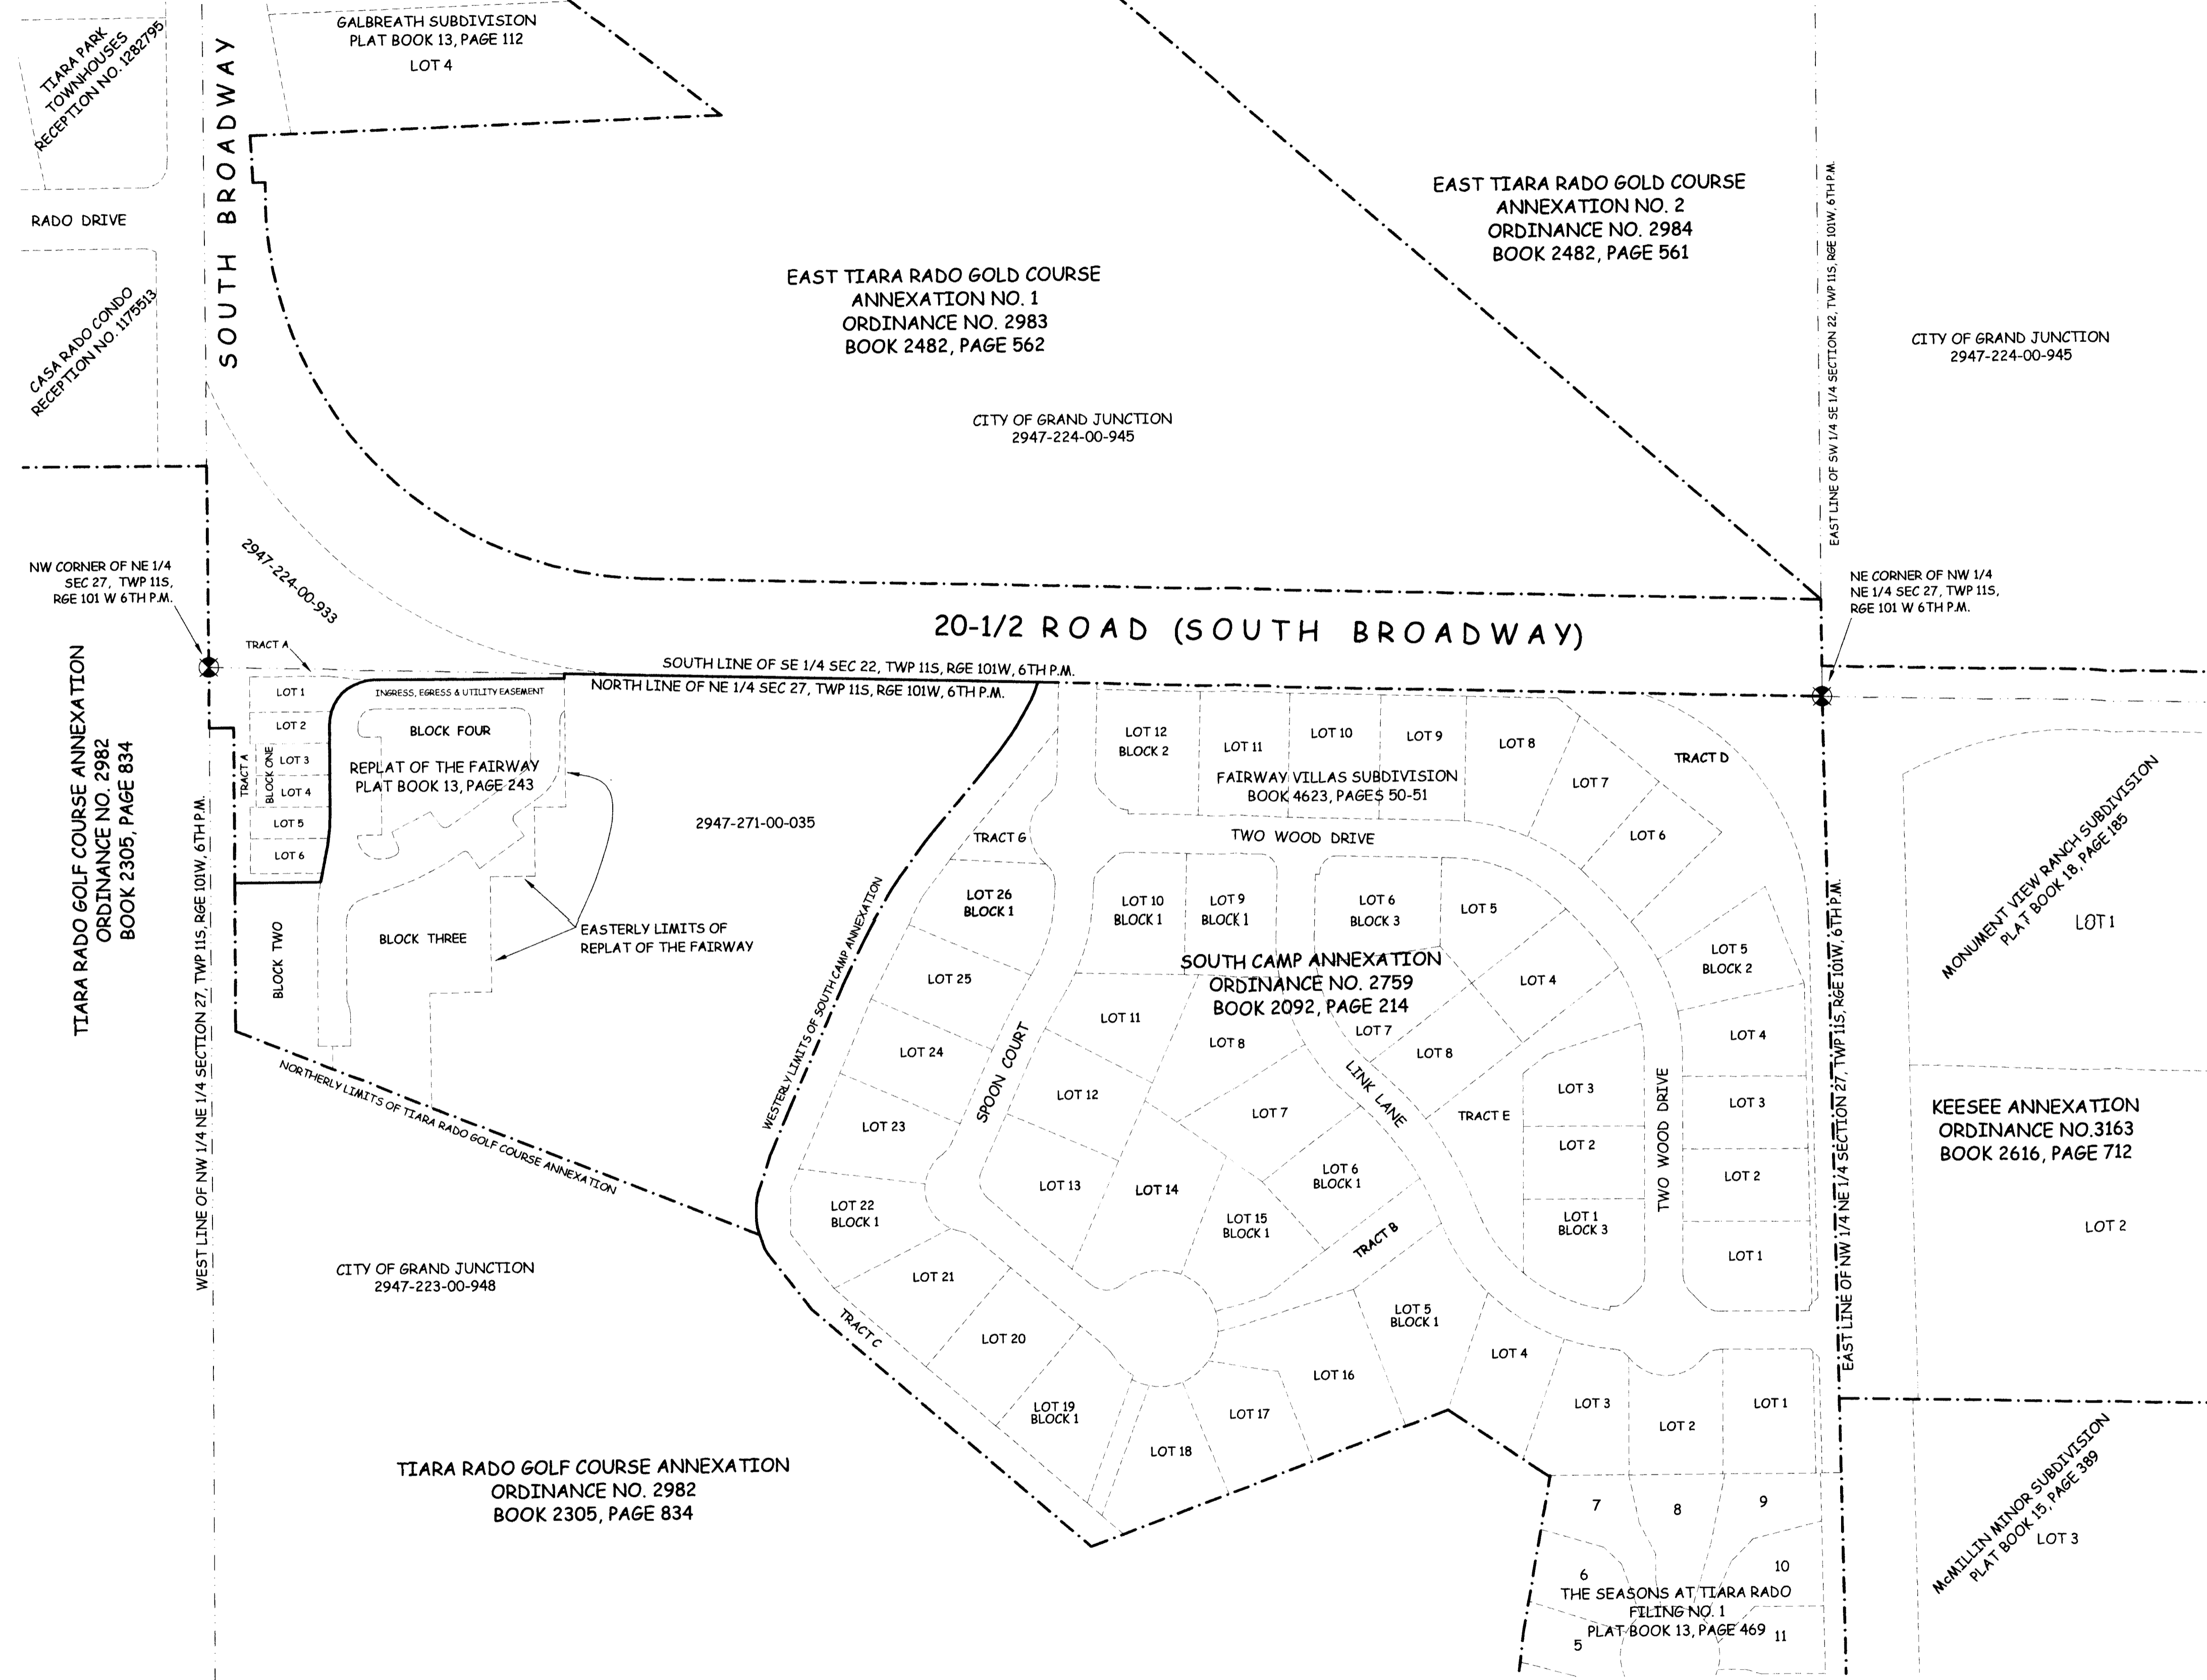 TIARA PARK
TOWNHOUSES
RECEPTION NO. 1282795
GALBREATH SUBDIVISION
PLAT BOOK 13, PAGE 112
LOT 4
SOUTH BROADWAY
RADO DRIVE
CASA RADO CONDO
RECEPTION NO. 1175513
EAST TIARA RADO GOLD COURSE
ANNEXATION NO. 1
ORDINANCE NO. 2983
BOOK 2482, PAGE 562
CITY OF GRAND JUNCTION
2947-224-00-945
EAST TIARA RADO GOLD COURSE
ANNEXATION NO. 2
ORDINANCE NO. 2984
BOOK 2482, PAGE 561
EAST LINE OF SW 1/4 SE 1/4 SECTION 22, TWP 11S, RGE 101W, 6TH P.M.
CITY OF GRAND JUNCTION
2947-224-00-945
NW CORNER OF NE 1/4
SEC 27, TWP 11S,
RGE 101 W 6TH P.M.
2947-224-00-933
NE CORNER OF NW 1/4
NE 1/4 SEC 27, TWP 11S,
RGE 101 W 6TH P.M.
20-1/2 ROAD (SOUTH BROADWAY)
SOUTH LINE OF SE 1/4 SEC 22, TWP 11S, RGE 101W, 6TH P.M.
NORTH LINE OF NE 1/4 SEC 27, TWP 11S, RGE 101W, 6TH P.M.
TIARA RADO GOLF COURSE ANNEXATION
ORDINANCE NO. 2982
BOOK 2305, PAGE 834
WEST LINE OF NW 1/4 NE 1/4 SECTION 27, TWP 11S, RGE 101W, 6TH P.M.
TRACT A
TRACT A
BLOCK ONE
LOT 1
LOT 2
LOT 3
LOT 4
LOT 5
LOT 6
INGRESS, EGRESS & UTILITY EASEMENT
BLOCK FOUR
REPLAT OF THE FAIRWAY
PLAT BOOK 13, PAGE 243
BLOCK TWO
BLOCK THREE
EASTERLY LIMITS OF
REPLAT OF THE FAIRWAY
2947-271-00-035
NORTHERLY LIMITS OF TIARA RADO GOLF COURSE ANNEXATION
WESTERLY LIMITS OF SOUTH CAMP ANNEXATION
LOT 12
BLOCK 2
LOT 11
LOT 10
LOT 9
LOT 8
LOT 7
LOT 6
TRACT D
FAIRWAY VILLAS SUBDIVISION
BOOK 4623, PAGES 50-51
TWO WOOD DRIVE
TRACT G
LOT 26
BLOCK 1
LOT 10
BLOCK 1
LOT 9
BLOCK 1
LOT 6
BLOCK 3
LOT 5
LOT 5
BLOCK 2
SOUTH CAMP ANNEXATION
ORDINANCE NO. 2759
BOOK 2092, PAGE 214
LOT 25
LOT 4
LOT 11
LOT 8
LOT 7
LOT 8
LOT 4
LOT 24
SPOON COURT
LINK LANE
LOT 12
LOT 7
LOT 3
TRACT E
TWO WOOD DRIVE
LOT 3
LOT 23
LOT 2
LOT 2
LOT 13
LOT 14
LOT 6
BLOCK 1
LOT 22
BLOCK 1
LOT 15
BLOCK 1
TRACT B
LOT 1
BLOCK 3
LOT 1
LOT 21
TRACT C
LOT 20
LOT 5
BLOCK 1
LOT 4
LOT 16
LOT 19
BLOCK 1
LOT 17
LOT 18
LOT 3
LOT 2
LOT 1
EAST LINE OF NW 1/4 NE 1/4 SECTION 27, TWP 11S, RGE 101W, 6TH P.M.
MONUMENT VIEW RANCH SUBDIVISION
PLAT BOOK 18, PAGE 185
LOT 1
KEESEE ANNEXATION
ORDINANCE NO.3163
BOOK 2616, PAGE 712
LOT 2
CITY OF GRAND JUNCTION
2947-223-00-948
TIARA RADO GOLF COURSE ANNEXATION
ORDINANCE NO. 2982
BOOK 2305, PAGE 834
7
8
9
6
10
THE SEASONS AT TIARA RADO
FILING NO. 1
PLAT BOOK 13, PAGE 469
5
11
McMILLIN MINOR SUBDIVISION
PLAT BOOK 15, PAGE 389
LOT 3